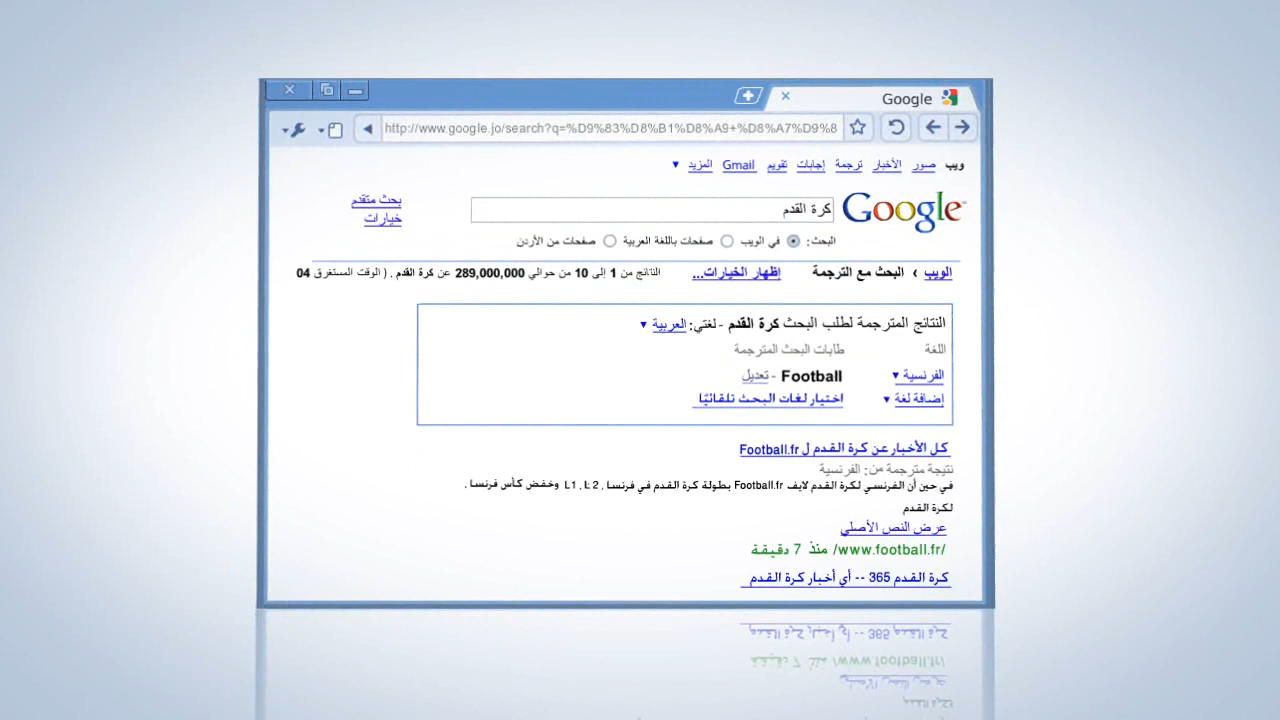 Google
http://www.google.jo/search?q=%D9%83%D8%B1%D8%A9+%D8%A7%D9%8
ويب صور الأخبار ترجمة إجابات تقويم Gmail المزيد ▼
Google™ كرة القدم بحث متقدم
خيارات
البحث: في الويب صفحات باللغة العربية صفحات من الأردن
الويب › البحث مع الترجمة إظهار الخيارات... النتائج من 1 إلى 10 من حوالي 289,000,000 عن كرة القدم . ( الوقت المستغرق 04
النتائج المترجمة لطلب البحث كرة القدم - لغتي: العربية ▼
اللغة طابات البحث المترجمة
الفرنسية ▼ Football - تعديل
إضافة لغة ▼ اختيار لغات البحث تلقائيًا
كل الأخبار عن كرة القدم ل Football.fr
نتيجة مترجمة من: الفرنسية
في حين أن الفرنسي لكرة القدم لايف Football.fr بطولة كرة القدم في فرنسا , L1 , L 2 وخفض كأس فرنسا .
لكرة القدم
عرض النص الأصلي
www.football.fr/ منذ 7 دقيقة/
كرة القدم 365 -- أي أخبار كرة القدم